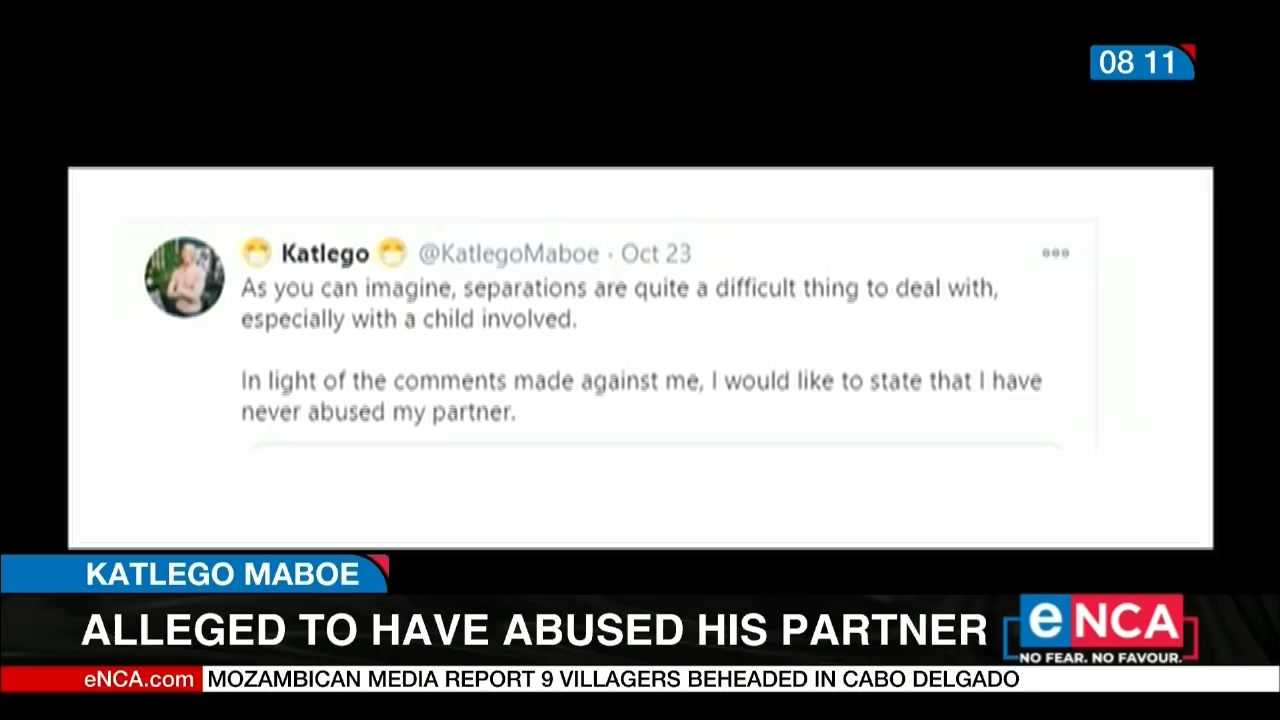 08 11
Katlego @KatlegoMaboe · Oct 23
As you can imagine, separations are quite a difficult thing to deal with,
especially with a child involved.
In light of the comments made against me, I would like to state that I have
never abused my partner.
KATLEGO MABOE
ALLEGED TO HAVE ABUSED HIS PARTNER
eNCA
NO FEAR. NO FAVOUR.
eNCA.com MOZAMBICAN MEDIA REPORT 9 VILLAGERS BEHEADED IN CABO DELGADO